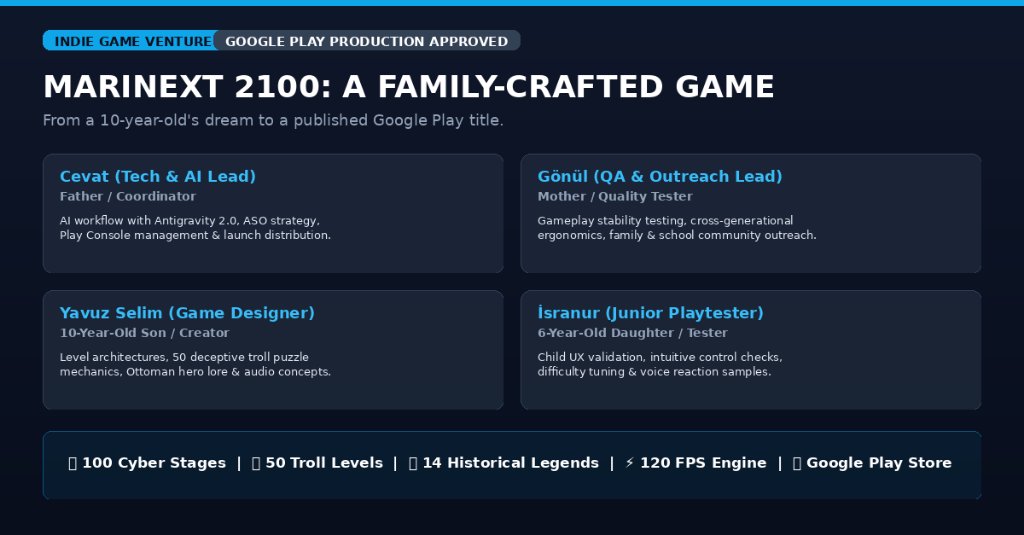 INDIE GAME VENTURE
GOOGLE PLAY PRODUCTION APPROVED
MARINEXT 2100: A FAMILY-CRAFTED GAME
From a 10-year-old's dream to a published Google Play title.
Cevat (Tech & AI Lead)
Father / Coordinator
AI workflow with Antigravity 2.0, ASO strategy,
Play Console management & launch distribution.
Gönül (QA & Outreach Lead)
Mother / Quality Tester
Gameplay stability testing, cross-generational
ergonomics, family & school community outreach.
Yavuz Selim (Game Designer)
10-Year-Old Son / Creator
Level architectures, 50 deceptive troll puzzle
mechanics, Ottoman hero lore & audio concepts.
İsranur (Junior Playtester)
6-Year-Old Daughter / Tester
Child UX validation, intuitive control checks,
difficulty tuning & voice reaction samples.
100 Cyber Stages | 50 Troll Levels | 14 Historical Legends | ⚡ 120 FPS Engine | Google Play Store